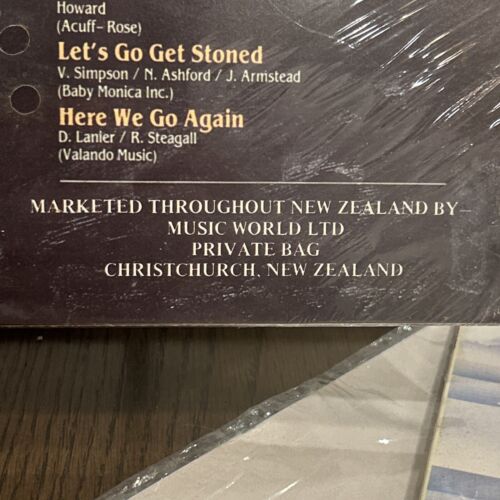 Howard
(Acuff- Rose)
Let's Go Get Stoned
V. Simpson / N. Ashford / J. Armstead
(Baby Monica Inc.)
Here We Go Again
D. Lanier / R. Steagall
(Valando Music)
MARKETED THROUGHOUT NEW ZEALAND BY
MUSIC WORLD LTD
PRIVATE BAG
CHRISTCHURCH, NEW ZEALAND